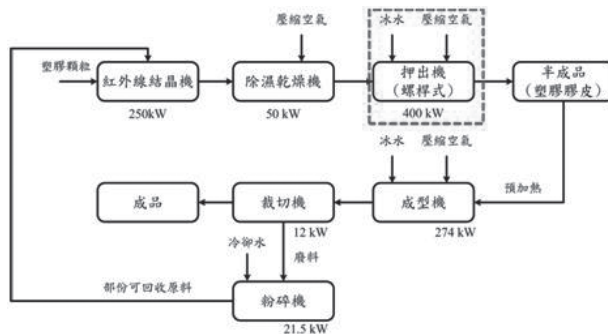 壓縮空氣
冰水
壓縮空氣
塑膠顆粒
紅外線結晶機
除濕乾燥機
押出機
(螺桿式)
半成品
(塑膠膠皮)
250kW
50 kW
400 kW
冰水
壓縮空氣
預加熱
成品
裁切機
成型機
12 kW
274 kW
冷卻水
廢料
部份可回收原料
粉碎機
21.5 kW